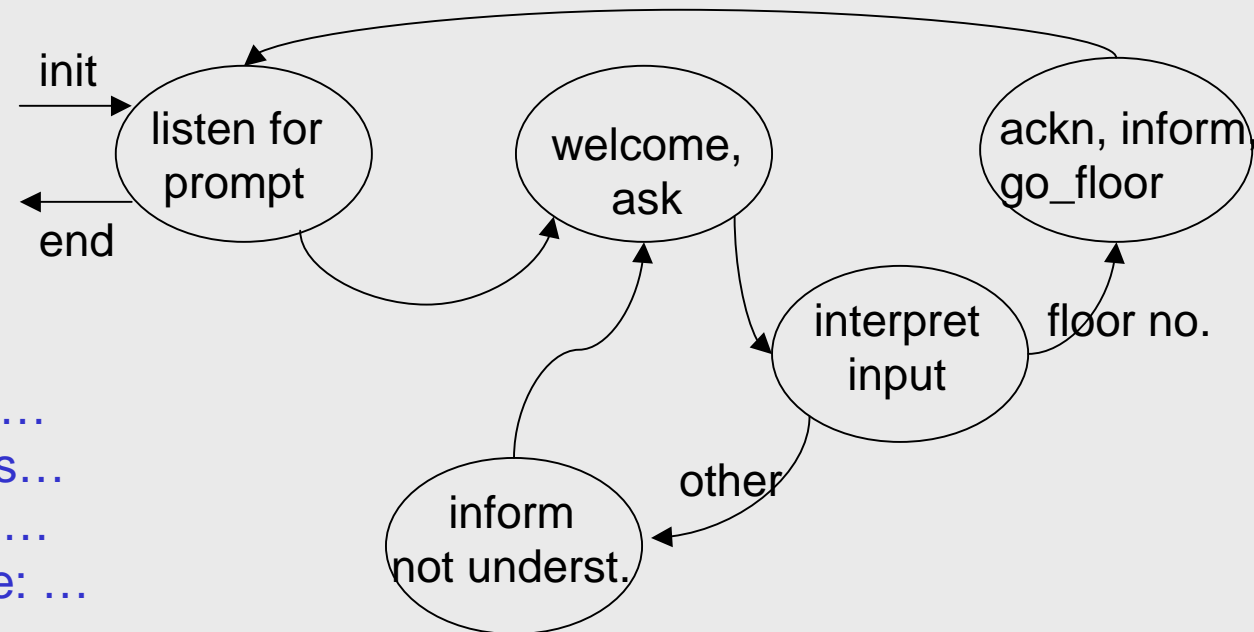 init
listen for
prompt
end
welcome,
ask
ackn, inform,
go_floor
interpret
input
floor no.
other
inform
not underst.
…
s…
…
e: …